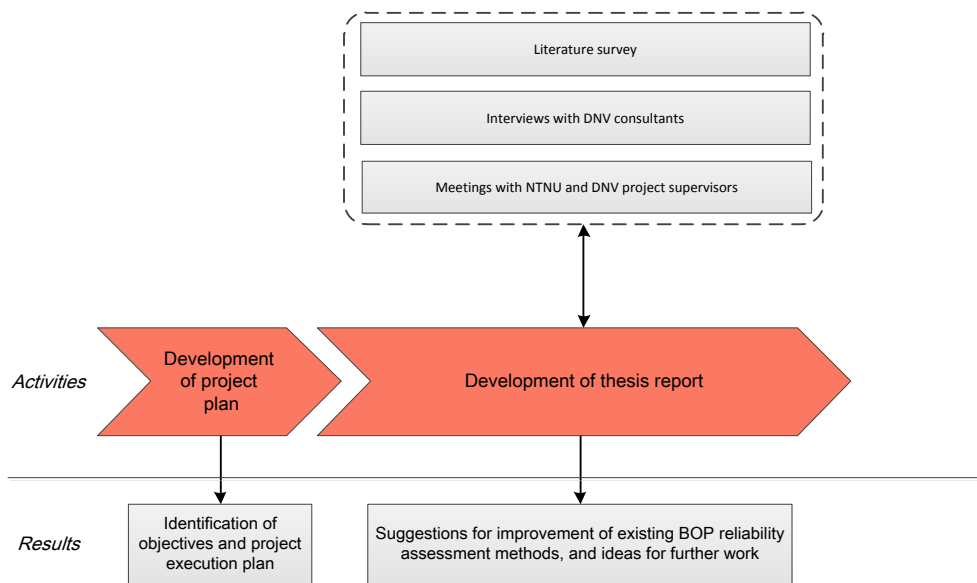 Literature survey
Interviews with DNV consultants
Meetings with NTNU and DNV project supervisors
Activities
Development
of project
plan
Development of thesis report
Results
Identification of
objectives and project
execution plan
Suggestions for improvement of existing BOP reliability
assessment methods, and ideas for further work